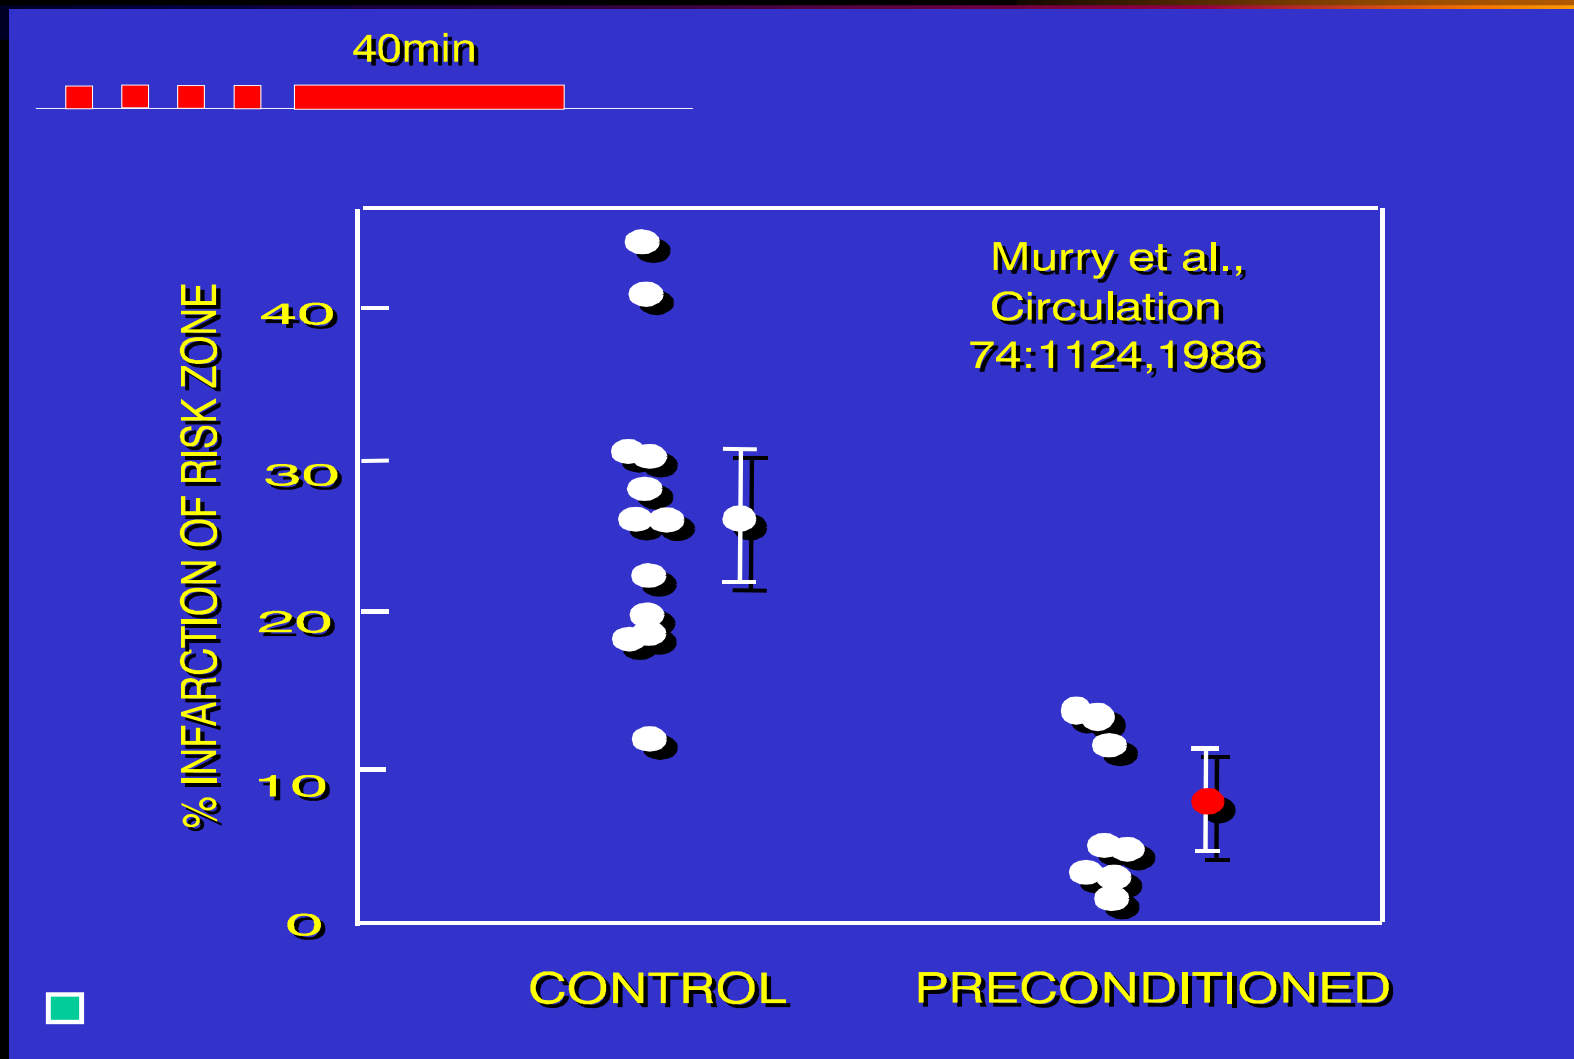 40min
Murry et al.,
Circulation
74:1124,1986
% INFARCTION OF RISK ZONE
40
30
20
10
0
CONTROL
PRECONDITIONED